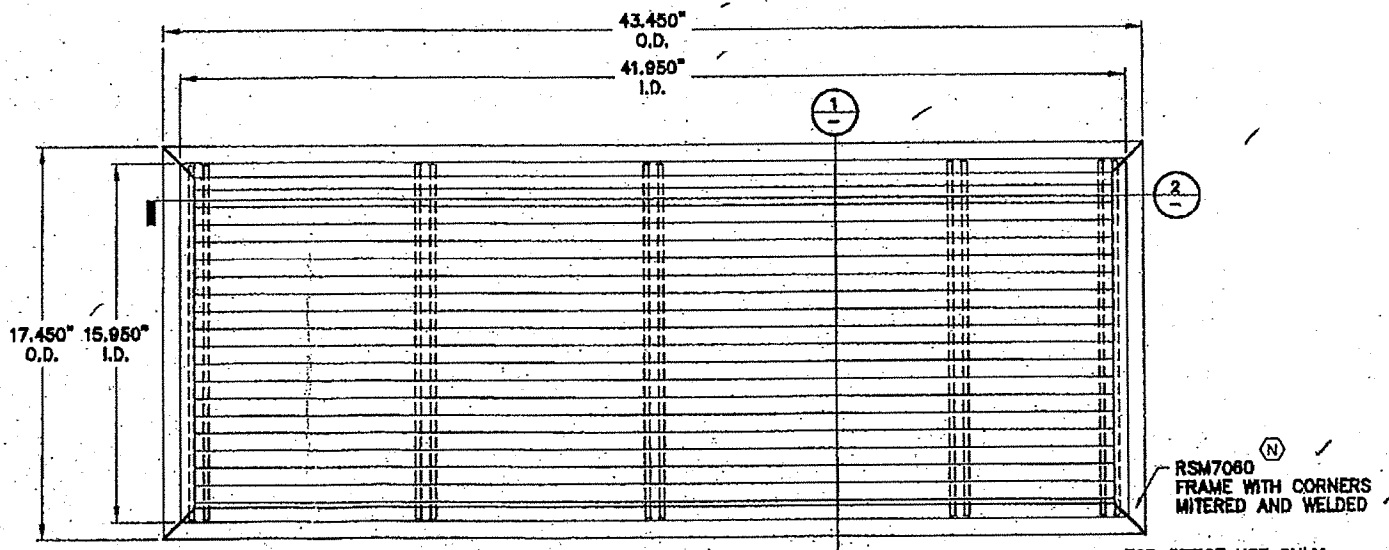 43.450"
O.D.
41.950"
I.D.
1
-
2
-
17.450" 15.950"
O.D. I.D.
N
RSM7060
FRAME WITH CORNERS
MITERED AND WELDED